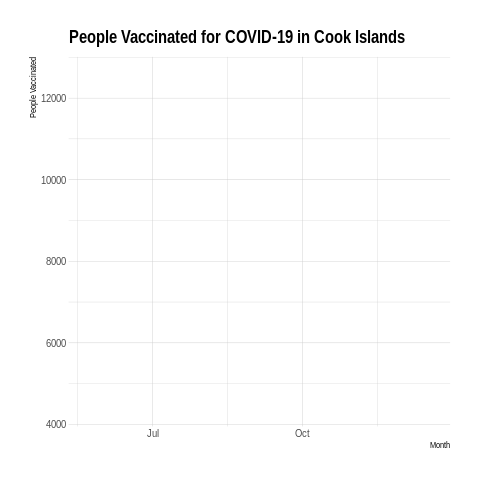 People Vaccinated for COVID-19 in Cook Islands
People Vaccinated
12000
10000
8000
6000
4000
Jul
Oct
Month